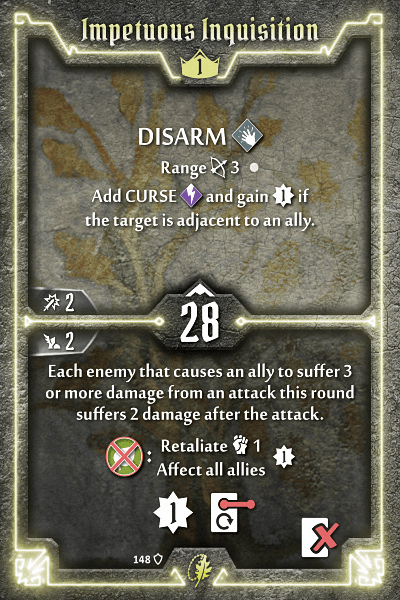 Impetuous Inquisition
1
DISARM
Range 3
Add CURSE and gain 1 if
the target is adjacent to an ally.
2
28
2
Each enemy that causes an ally to suffer 3
or more damage from an attack this round
suffers 2 damage after the attack.
: Retaliate 1
Affect all allies 1
1
148